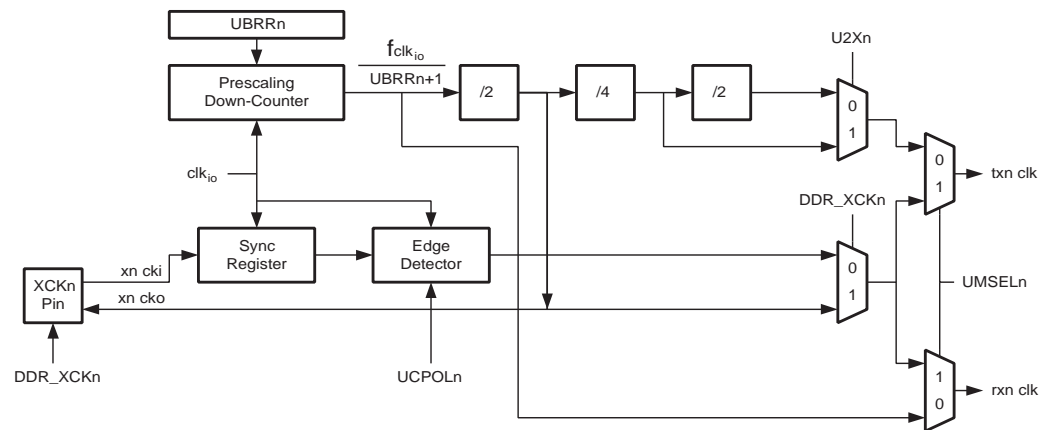 UBRRn
fclkio
U2Xn
Prescaling
Down-Counter
UBRRn+1
/2
/4
/2
0
1
clkio
0
1
txn clk
DDR_XCKn
Sync
Register
Edge
Detector
xn cki
0
1
XCKn
Pin
xn cko
UMSELn
DDR_XCKn
UCPOLn
1
0
rxn clk